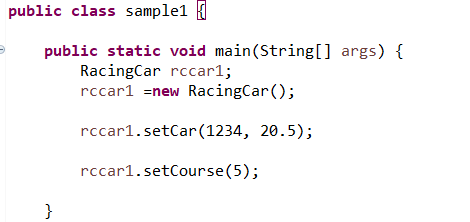 public class sample1 {
public static void main(String[] args) {
RacingCar rccar1;
rccar1 =new RacingCar();
rccar1.setCar(1234, 20.5);
rccar1.setCourse(5);
}